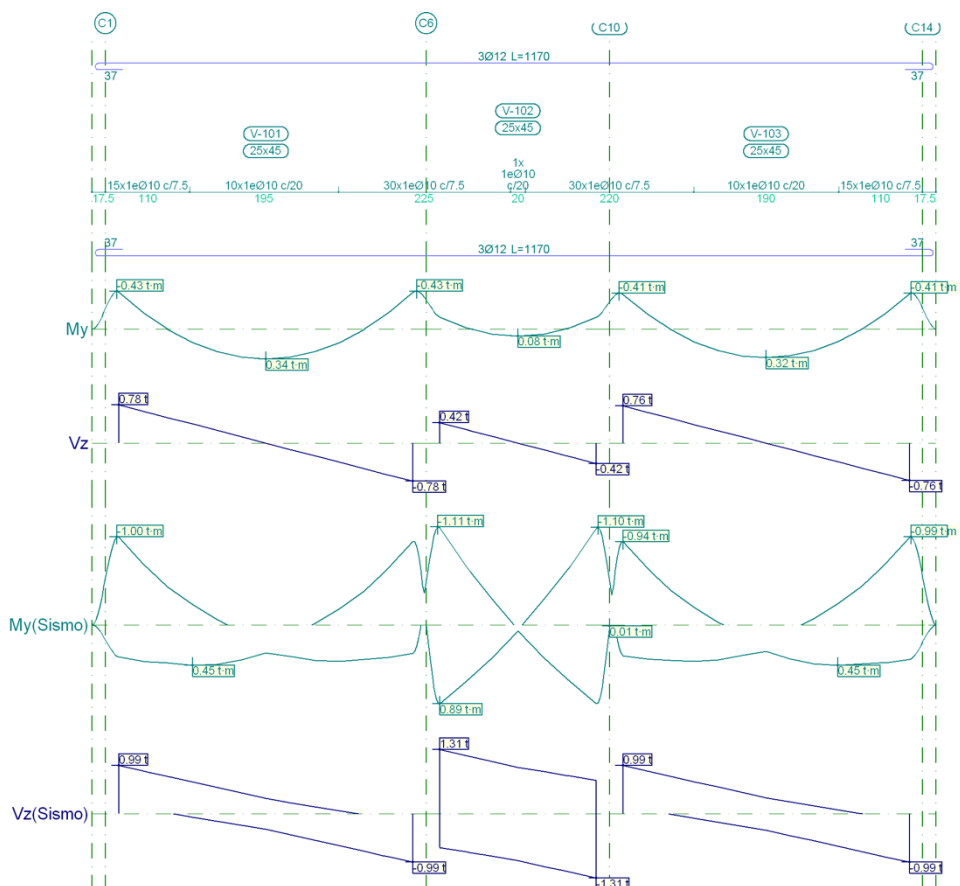 C1 C6 C10 C14
3Ø12 L=1170
37 37
V-101 V-102 V-103
25x45 25x45 25x45
15x1eØ10 c/7.5 10x1eØ10 c/20 30x1eØ10 c/7.5 1x 1eØ10 c/20 30x1eØ10 c/7.5 10x1eØ10 c/20 15x1eØ10 c/7.5
17.5 110 195 225 20 220 190 110 17.5
37 37
3Ø12 L=1170
-0.43 t·m -0.43 t·m -0.41 t·m -0.41 t·m
My
0.34 t·m 0.08 t·m 0.32 t·m
0.78 t 0.42 t 0.76 t
Vz
-0.78 t -0.42 t -0.76 t
-1.00 t·m -1.11 t·m -1.10 t·m -0.94 t·m -0.99 t·m
My(Sismo) 0.01 t·m
0.45 t·m 0.89 t·m 0.45 t·m
0.99 t 1.31 t 0.99 t
Vz(Sismo)
-0.99 t -1.31 t -0.99 t